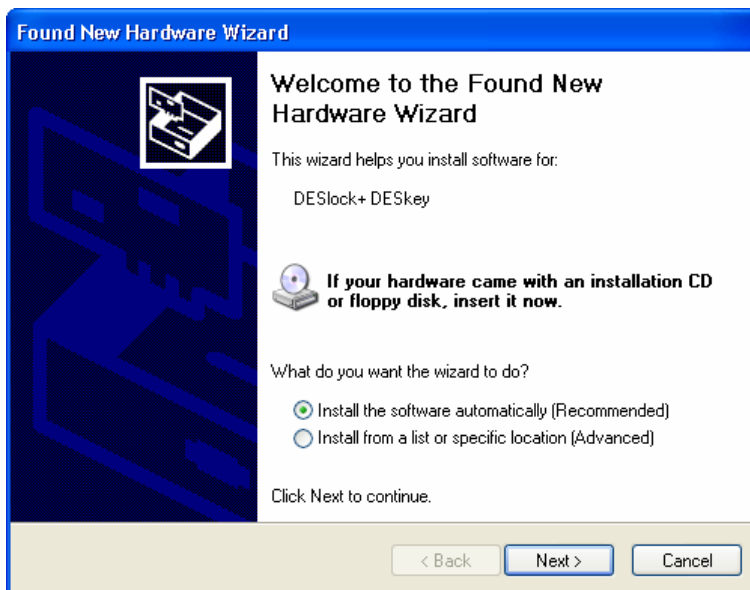 Found New Hardware Wizard
Welcome to the Found New
Hardware Wizard
This wizard helps you install software for:
DESlock+ DESkey
If your hardware came with an installation CD
or floppy disk, insert it now.
What do you want the wizard to do?
Install the software automatically (Recommended)
Install from a list or specific location (Advanced)
Click Next to continue.
< Back
Next >
Cancel